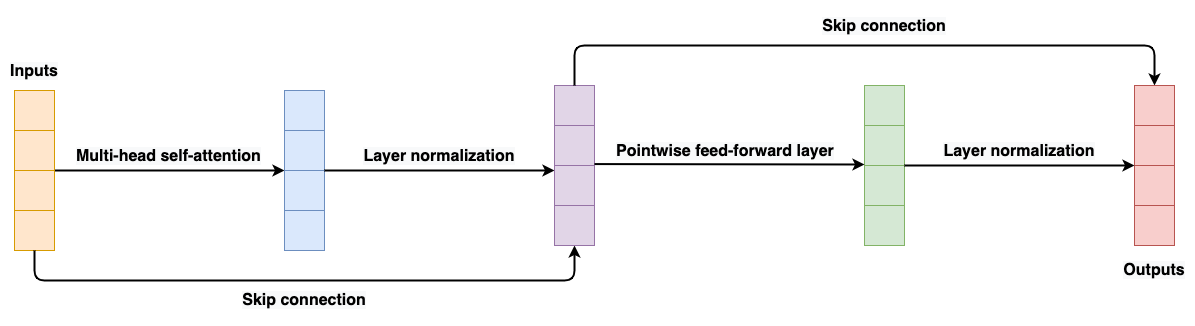 Skip connection
Inputs
Multi-head self-attention
Layer normalization
Pointwise feed-forward layer
Layer normalization
Outputs
Skip connection